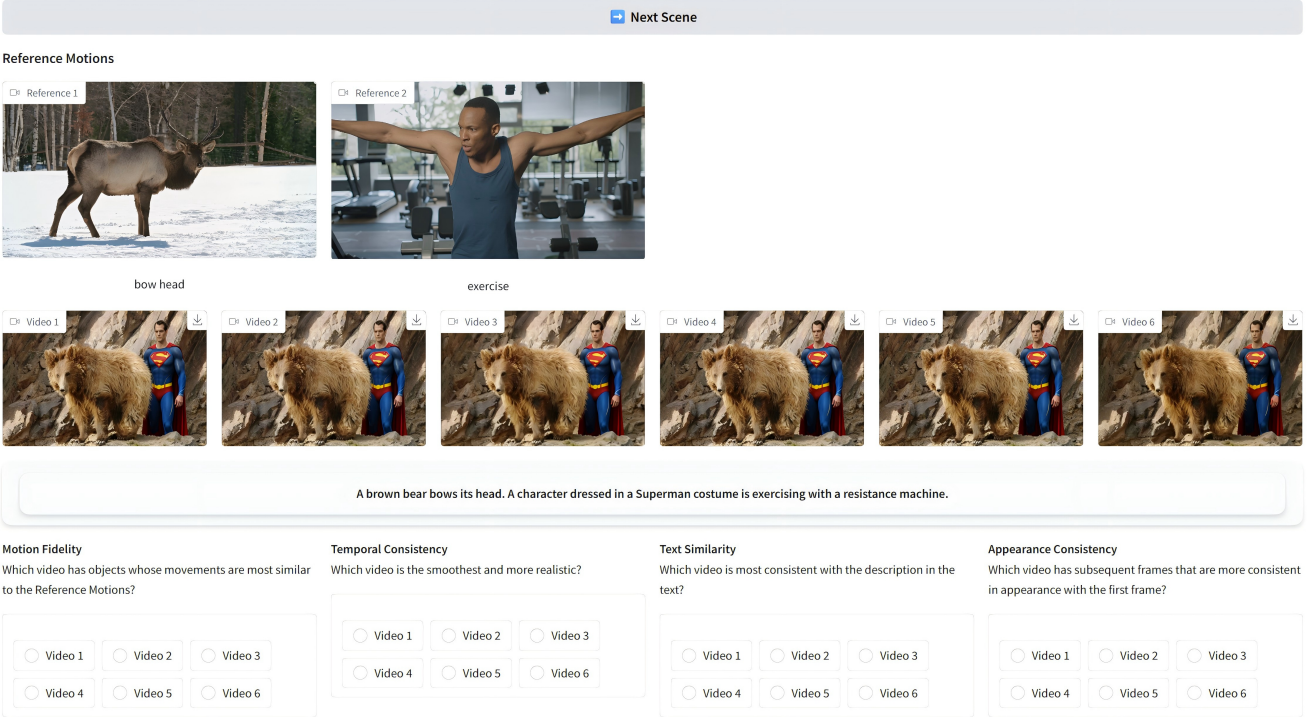 Next Scene
Reference Motions
Reference 1
Reference 2
bow head
exercise
Video 1
Video 2
Video 3
Video 4
Video 5
Video 6
A brown bear bows its head. A character dressed in a Superman costume is exercising with a resistance machine.
Motion Fidelity
Which video has objects whose movements are most similar
to the Reference Motions?
Video 1
Video 2
Video 3
Video 4
Video 5
Video 6
Temporal Consistency
Which video is the smoothest and more realistic?
Video 1
Video 2
Video 3
Video 4
Video 5
Video 6
Text Similarity
Which video is most consistent with the description in the
text?
Video 1
Video 2
Video 3
Video 4
Video 5
Video 6
Appearance Consistency
Which video has subsequent frames that are more consistent
in appearance with the first frame?
Video 1
Video 2
Video 3
Video 4
Video 5
Video 6